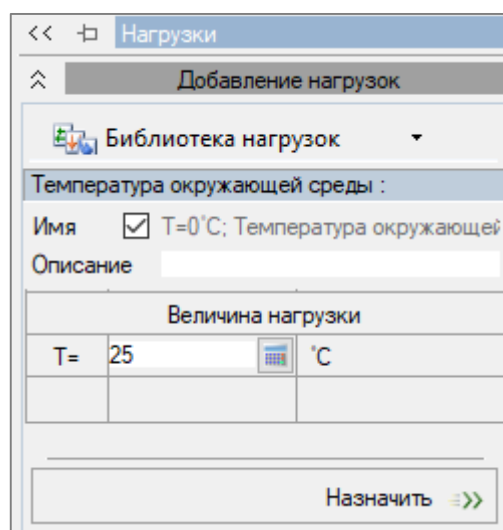 << Нагрузки
Добавление нагрузок
Библиотека нагрузок
Температура окружающей среды :
Имя T=0˚C; Температура окружающей
Описание
Величина нагрузки
T= 25 ˚C
Назначить